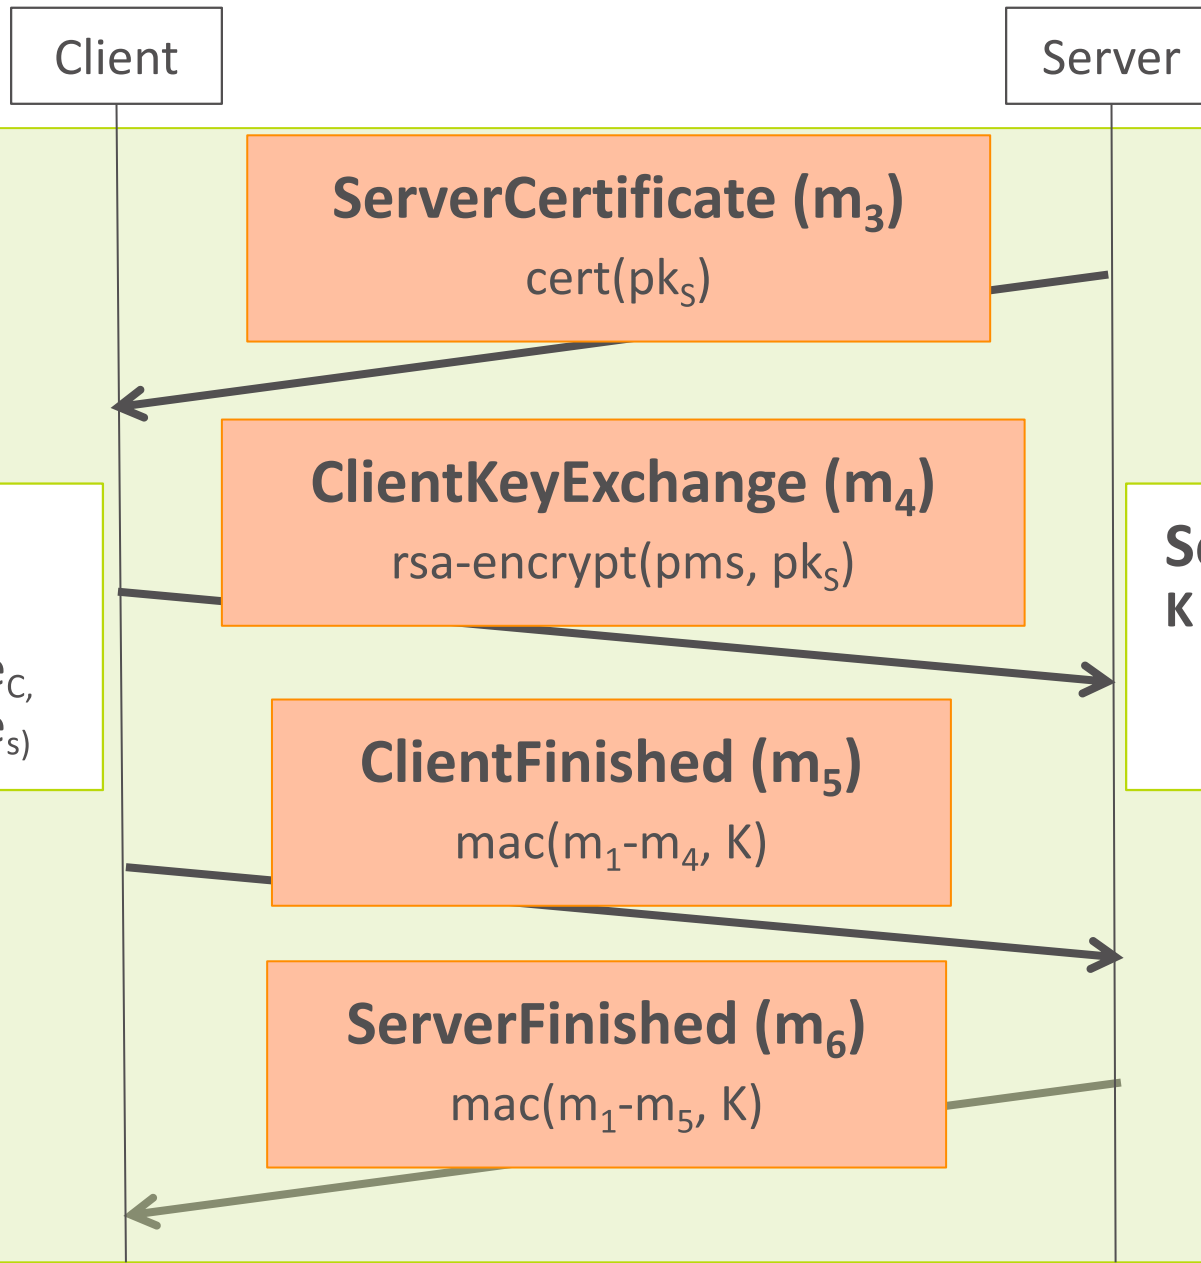 Client
Server
ServerCertificate (m₃)
cert(pkₛ)
ClientKeyExchange (m₄)
rsa-encrypt(pms, pkₛ)
K
ClientFinished (m₅)
mac(m₁-m₄, K)
ServerFinished (m₆)
mac(m₁-m₅, K)